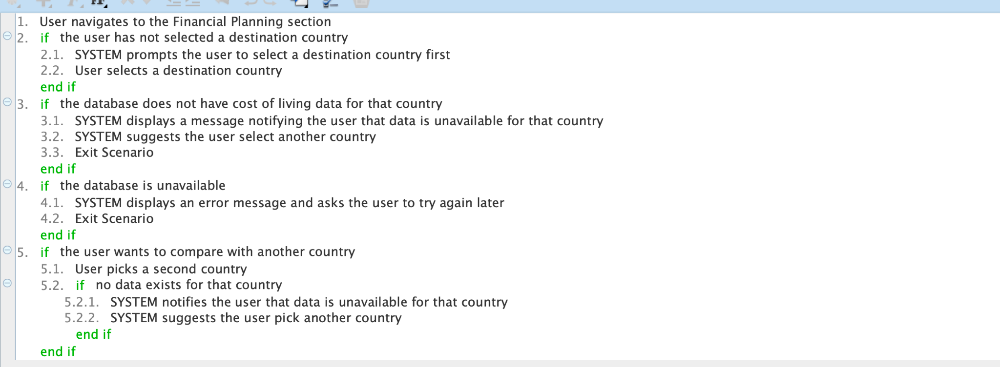 1. User navigates to the Financial Planning section
2. if the user has not selected a destination country
2.1. SYSTEM prompts the user to select a destination country first
2.2. User selects a destination country
end if
3. if the database does not have cost of living data for that country
3.1. SYSTEM displays a message notifying the user that data is unavailable for that country
3.2. SYSTEM suggests the user select another country
3.3. Exit Scenario
end if
4. if the database is unavailable
4.1. SYSTEM displays an error message and asks the user to try again later
4.2. Exit Scenario
end if
5. if the user wants to compare with another country
5.1. User picks a second country
5.2. if no data exists for that country
5.2.1. SYSTEM notifies the user that data is unavailable for that country
5.2.2. SYSTEM suggests the user pick another country
end if
end if